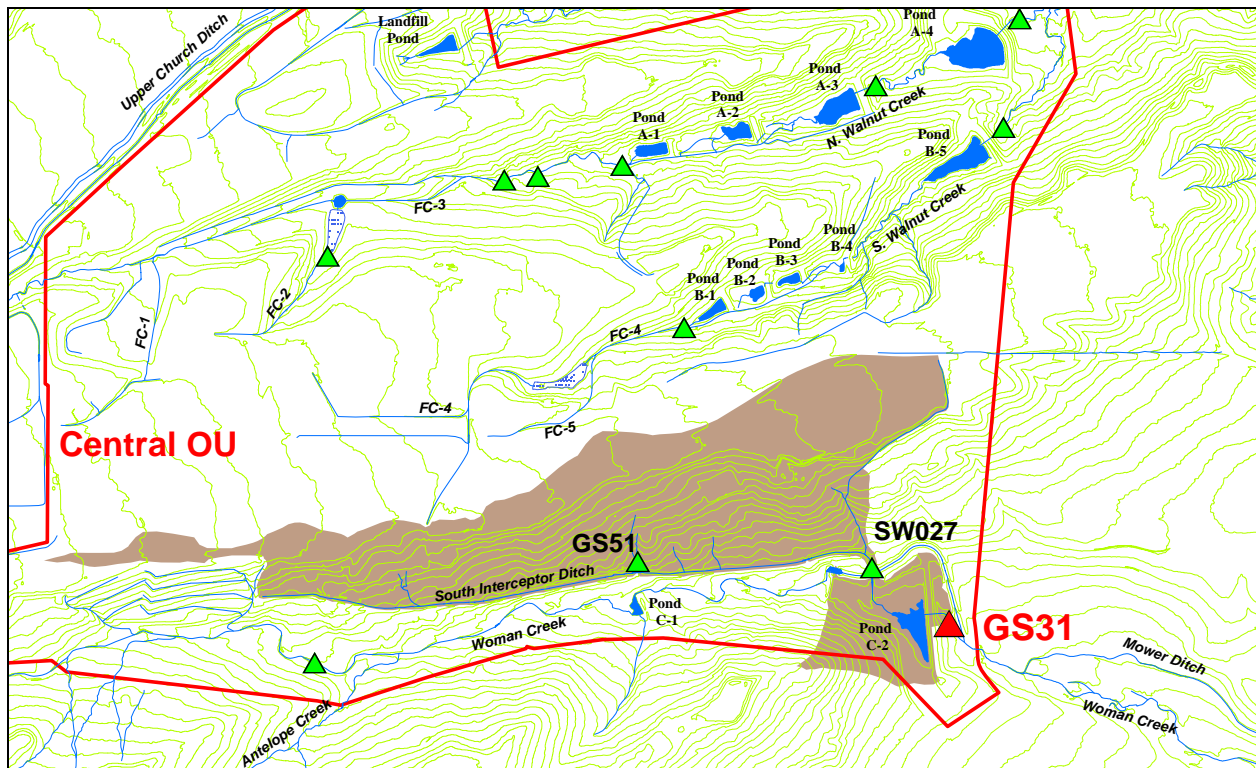 Landfill
Pond
Pond
A-4
Upper Church Ditch
Pond
A-3
Pond
A-2
Pond
A-1
N. Walnut Creek
Pond
B-5
FC-3
S. Walnut Creek
Pond
B-4
Pond
B-3
Pond
B-2
Pond
B-1
FC-2
FC-1
FC-4
FC-4
FC-5
Central OU
SW027
GS51
South Interceptor Ditch
Pond
C-1
Woman Creek
Pond
C-2
GS31
Mower Ditch
Woman Creek
Antelope Creek